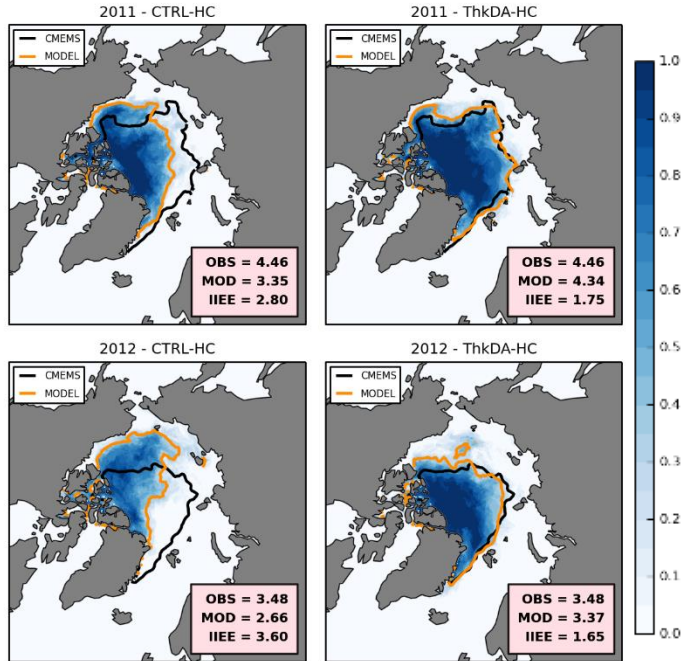 2011 - CTRL-HC
CMEMS
MODEL
OBS = 4.46
MOD = 3.35
IIEE = 2.80
2011 - ThkDA-HC
CMEMS
MODEL
OBS = 4.46
MOD = 4.34
IIEE = 1.75
2012 - CTRL-HC
CMEMS
MODEL
OBS = 3.48
MOD = 2.66
IIEE = 3.60
2012 - ThkDA-HC
CMEMS
MODEL
OBS = 3.48
MOD = 3.37
IIEE = 1.65
1.0
0.9
0.8
0.7
0.6
0.5
0.4
0.3
0.2
0.1
0.0